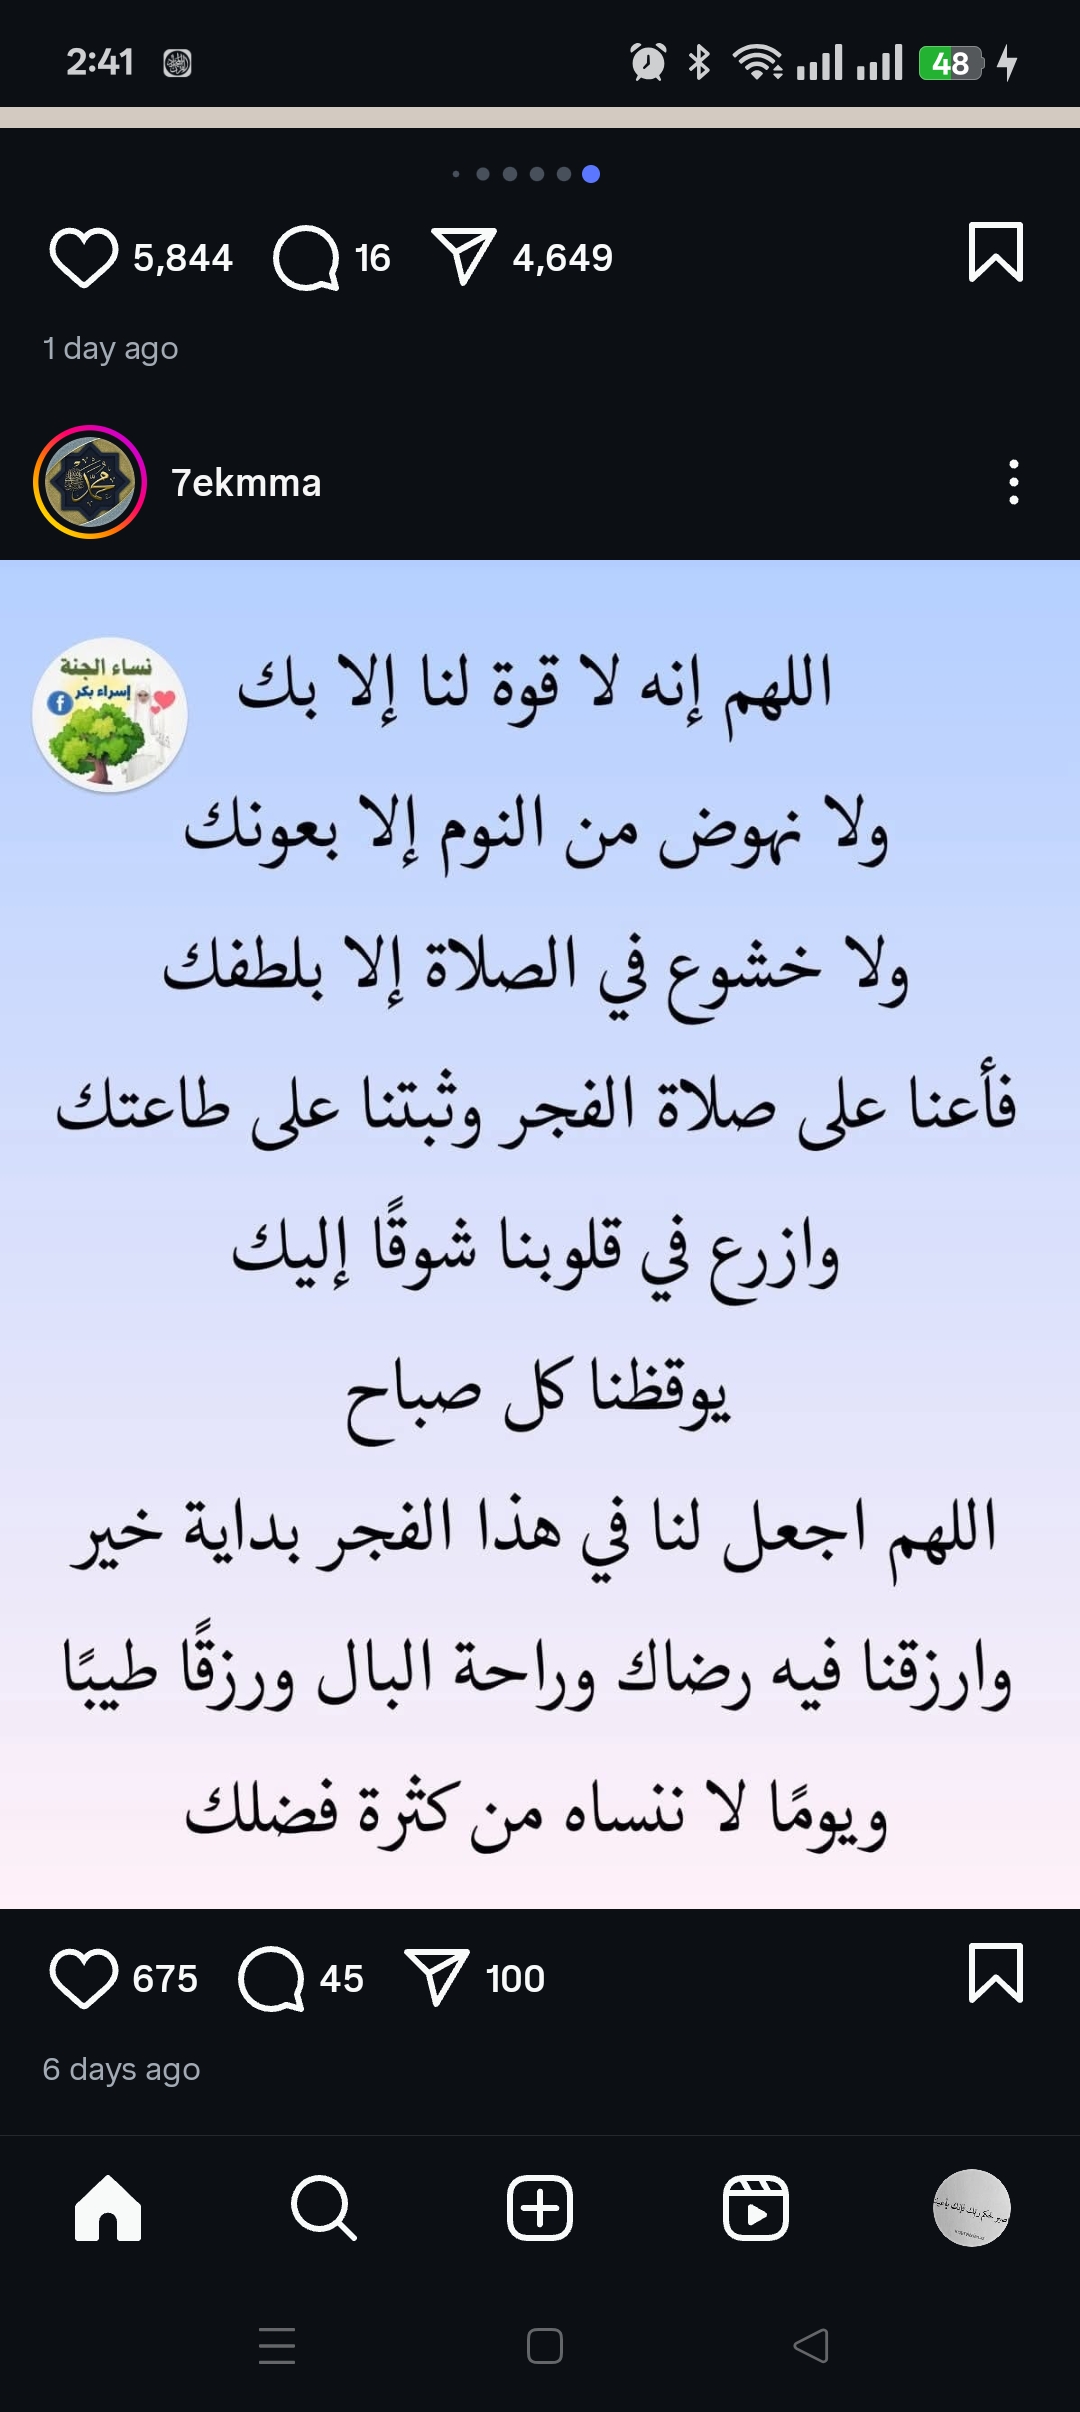 2:41
48
5,844
16
4,649
1 day ago
7ekmma
نساء الجنة
إسراء بكر
f
اللهم إنه لا قوة لنا إلا بك
ولا نهوض من النوم إلا بعونك
ولا خشوع في الصلاة إلا بلطفك
فأعنا على صلاة الفجر وثبتنا على طاعتك
وازرع في قلوبنا شوقًا إليك
يوقظنا كل صباح
اللهم اجعل لنا في هذا الفجر بداية خير
وارزقنا فيه رضاك وراحة البال ورزقًا طيبًا
ويومًا لا ننساه من كثرة فضلك
675
45
100
6 days ago